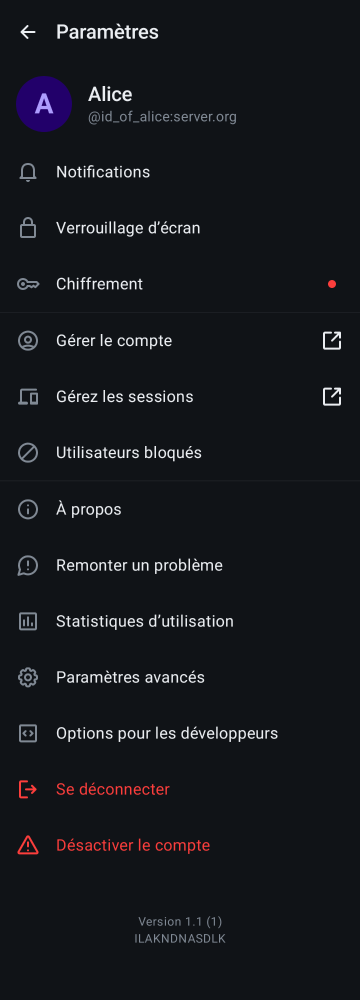 Paramètres
A
Alice
@id_of_alice:server.org
Notifications
Verrouillage d’écran
Chiffrement
Gérer le compte
Gérez les sessions
Utilisateurs bloqués
À propos
Remonter un problème
Statistiques d’utilisation
Paramètres avancés
Options pour les développeurs
Se déconnecter
Désactiver le compte
Version 1.1 (1)
ILAKNDNASDLK